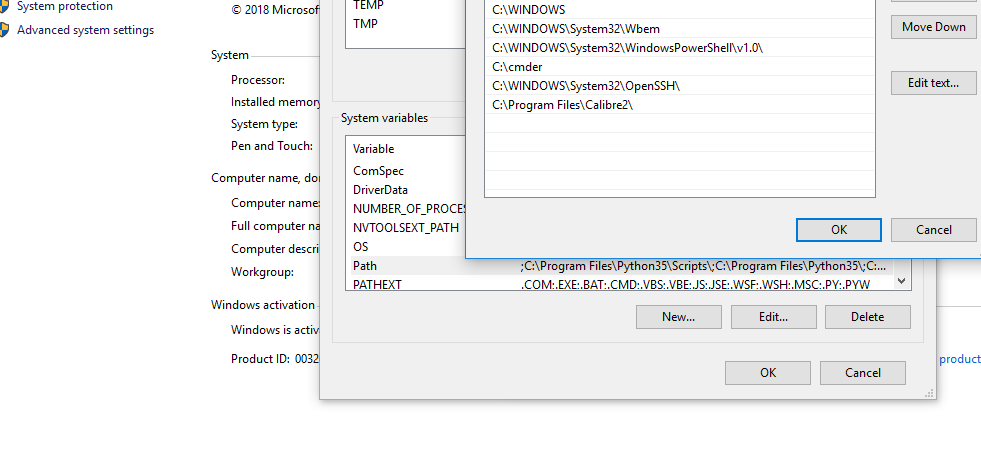 System protection
Advanced system settings
© 2018 Microsof
System
Processor:
Installed memory
System type:
Pen and Touch:
Computer name, do
Computer name:
Full computer na
Computer descri
Workgroup:
Windows activation
Windows is activ
Product ID: 0032
TEMP
TMP
System variables
Variable
ComSpec
DriverData
NUMBER_OF_PROCES
NVTOOLSEXT_PATH
OS
Path ;C:\Program Files\Python35\Scripts\;C:\Program Files\Python35\;C:...
PATHEXT .COM;.EXE;.BAT;.CMD;.VBS;.VBE;.JS;.JSE;.WSF;.WSH;.MSC;.PY;.PYW
New... Edit... Delete
OK Cancel
C:\WINDOWS
C:\WINDOWS\System32\Wbem
C:\WINDOWS\System32\WindowsPowerShell\v1.0\
C:\cmder
C:\WINDOWS\System32\OpenSSH\
C:\Program Files\Calibre2\
Move Down
Edit text...
OK Cancel
product